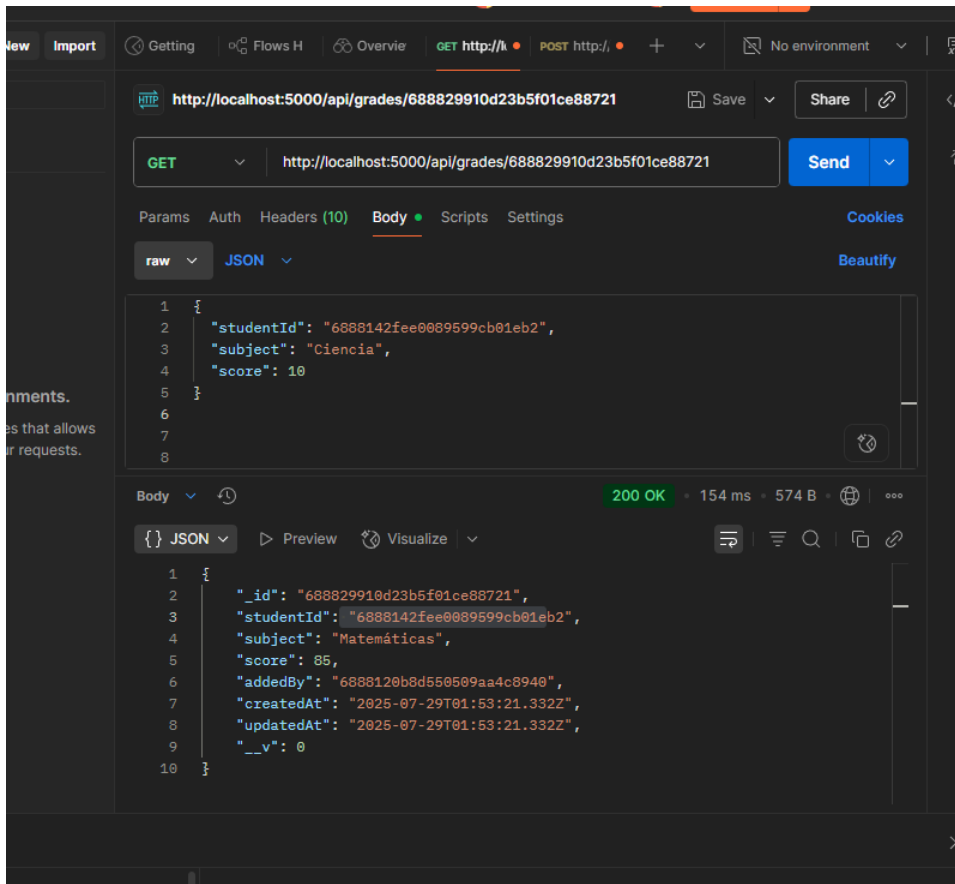 New Import Getting Flows H Overvie GET http://l POST http:/ No environment
HTTP http://localhost:5000/api/grades/688829910d23b5f01ce88721 Save Share
GET http://localhost:5000/api/grades/688829910d23b5f01ce88721 Send
Params Auth Headers (10) Body Scripts Settings Cookies
raw JSON Beautify
1 {
2 "studentId": "6888142fee0089599cb01eb2",
3 "subject": "Ciencia",
4 "score": 10
5 }
6
7
8
nments.
es that allows
ur requests.
Body 200 OK • 154 ms • 574 B
{} JSON Preview Visualize
1 {
2 "_id": "688829910d23b5f01ce88721",
3 "studentId": "6888142fee0089599cb01eb2",
4 "subject": "Matemáticas",
5 "score": 85,
6 "addedBy": "6888120b8d550509aa4c8940",
7 "createdAt": "2025-07-29T01:53:21.332Z",
8 "updatedAt": "2025-07-29T01:53:21.332Z",
9 "__v": 0
10 }